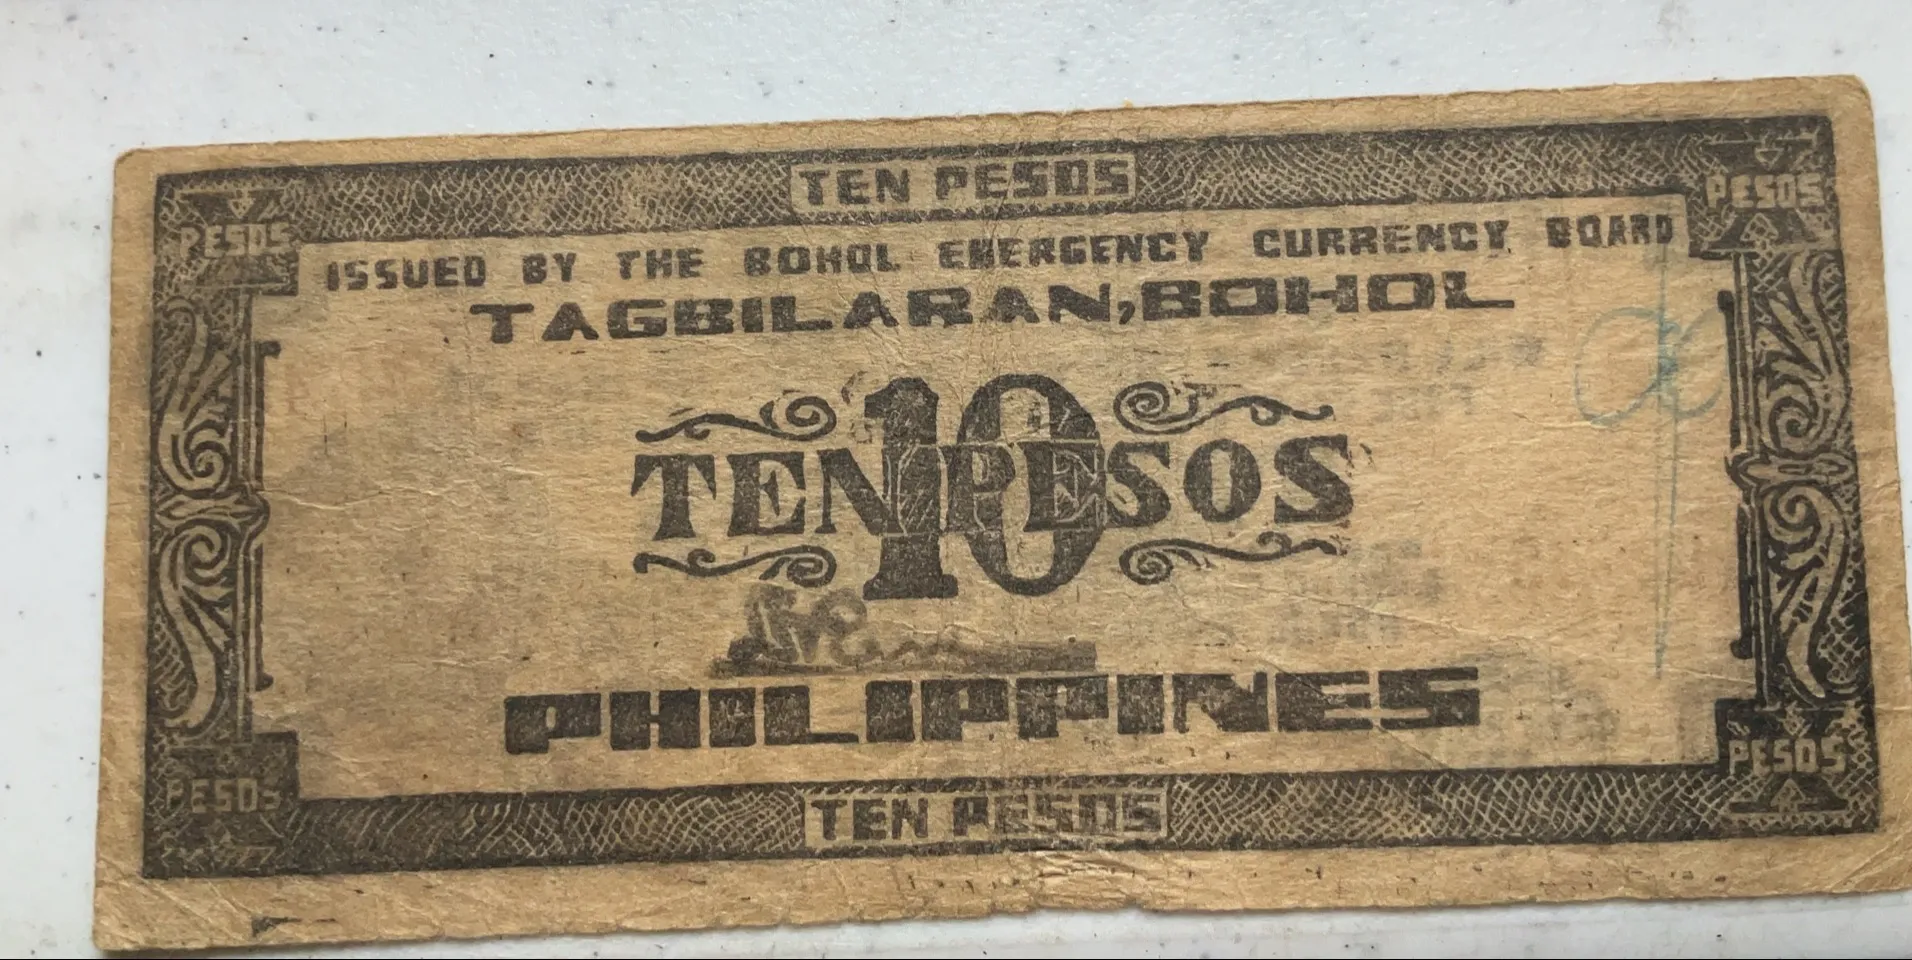 TEN PESOS
PESOS PESOS
ISSUED BY THE BOHOL EMERGENCY CURRENCY BOARD
TAGBILARAN, BOHOL
10
TEN PESOS
PHILIPPINES
PESOS PESOS
TEN PESOS